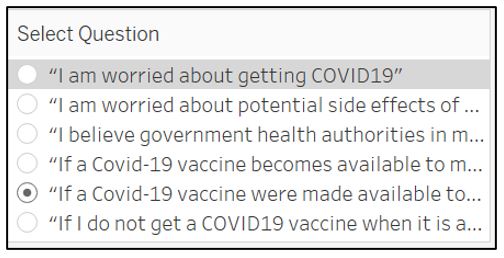 Select Question
“I am worried about getting COVID19”
“I am worried about potential side effects of ...
“I believe government health authorities in m...
“If a Covid-19 vaccine becomes available to m...
“If a Covid-19 vaccine were made available to...
“If I do not get a COVID19 vaccine when it is a...